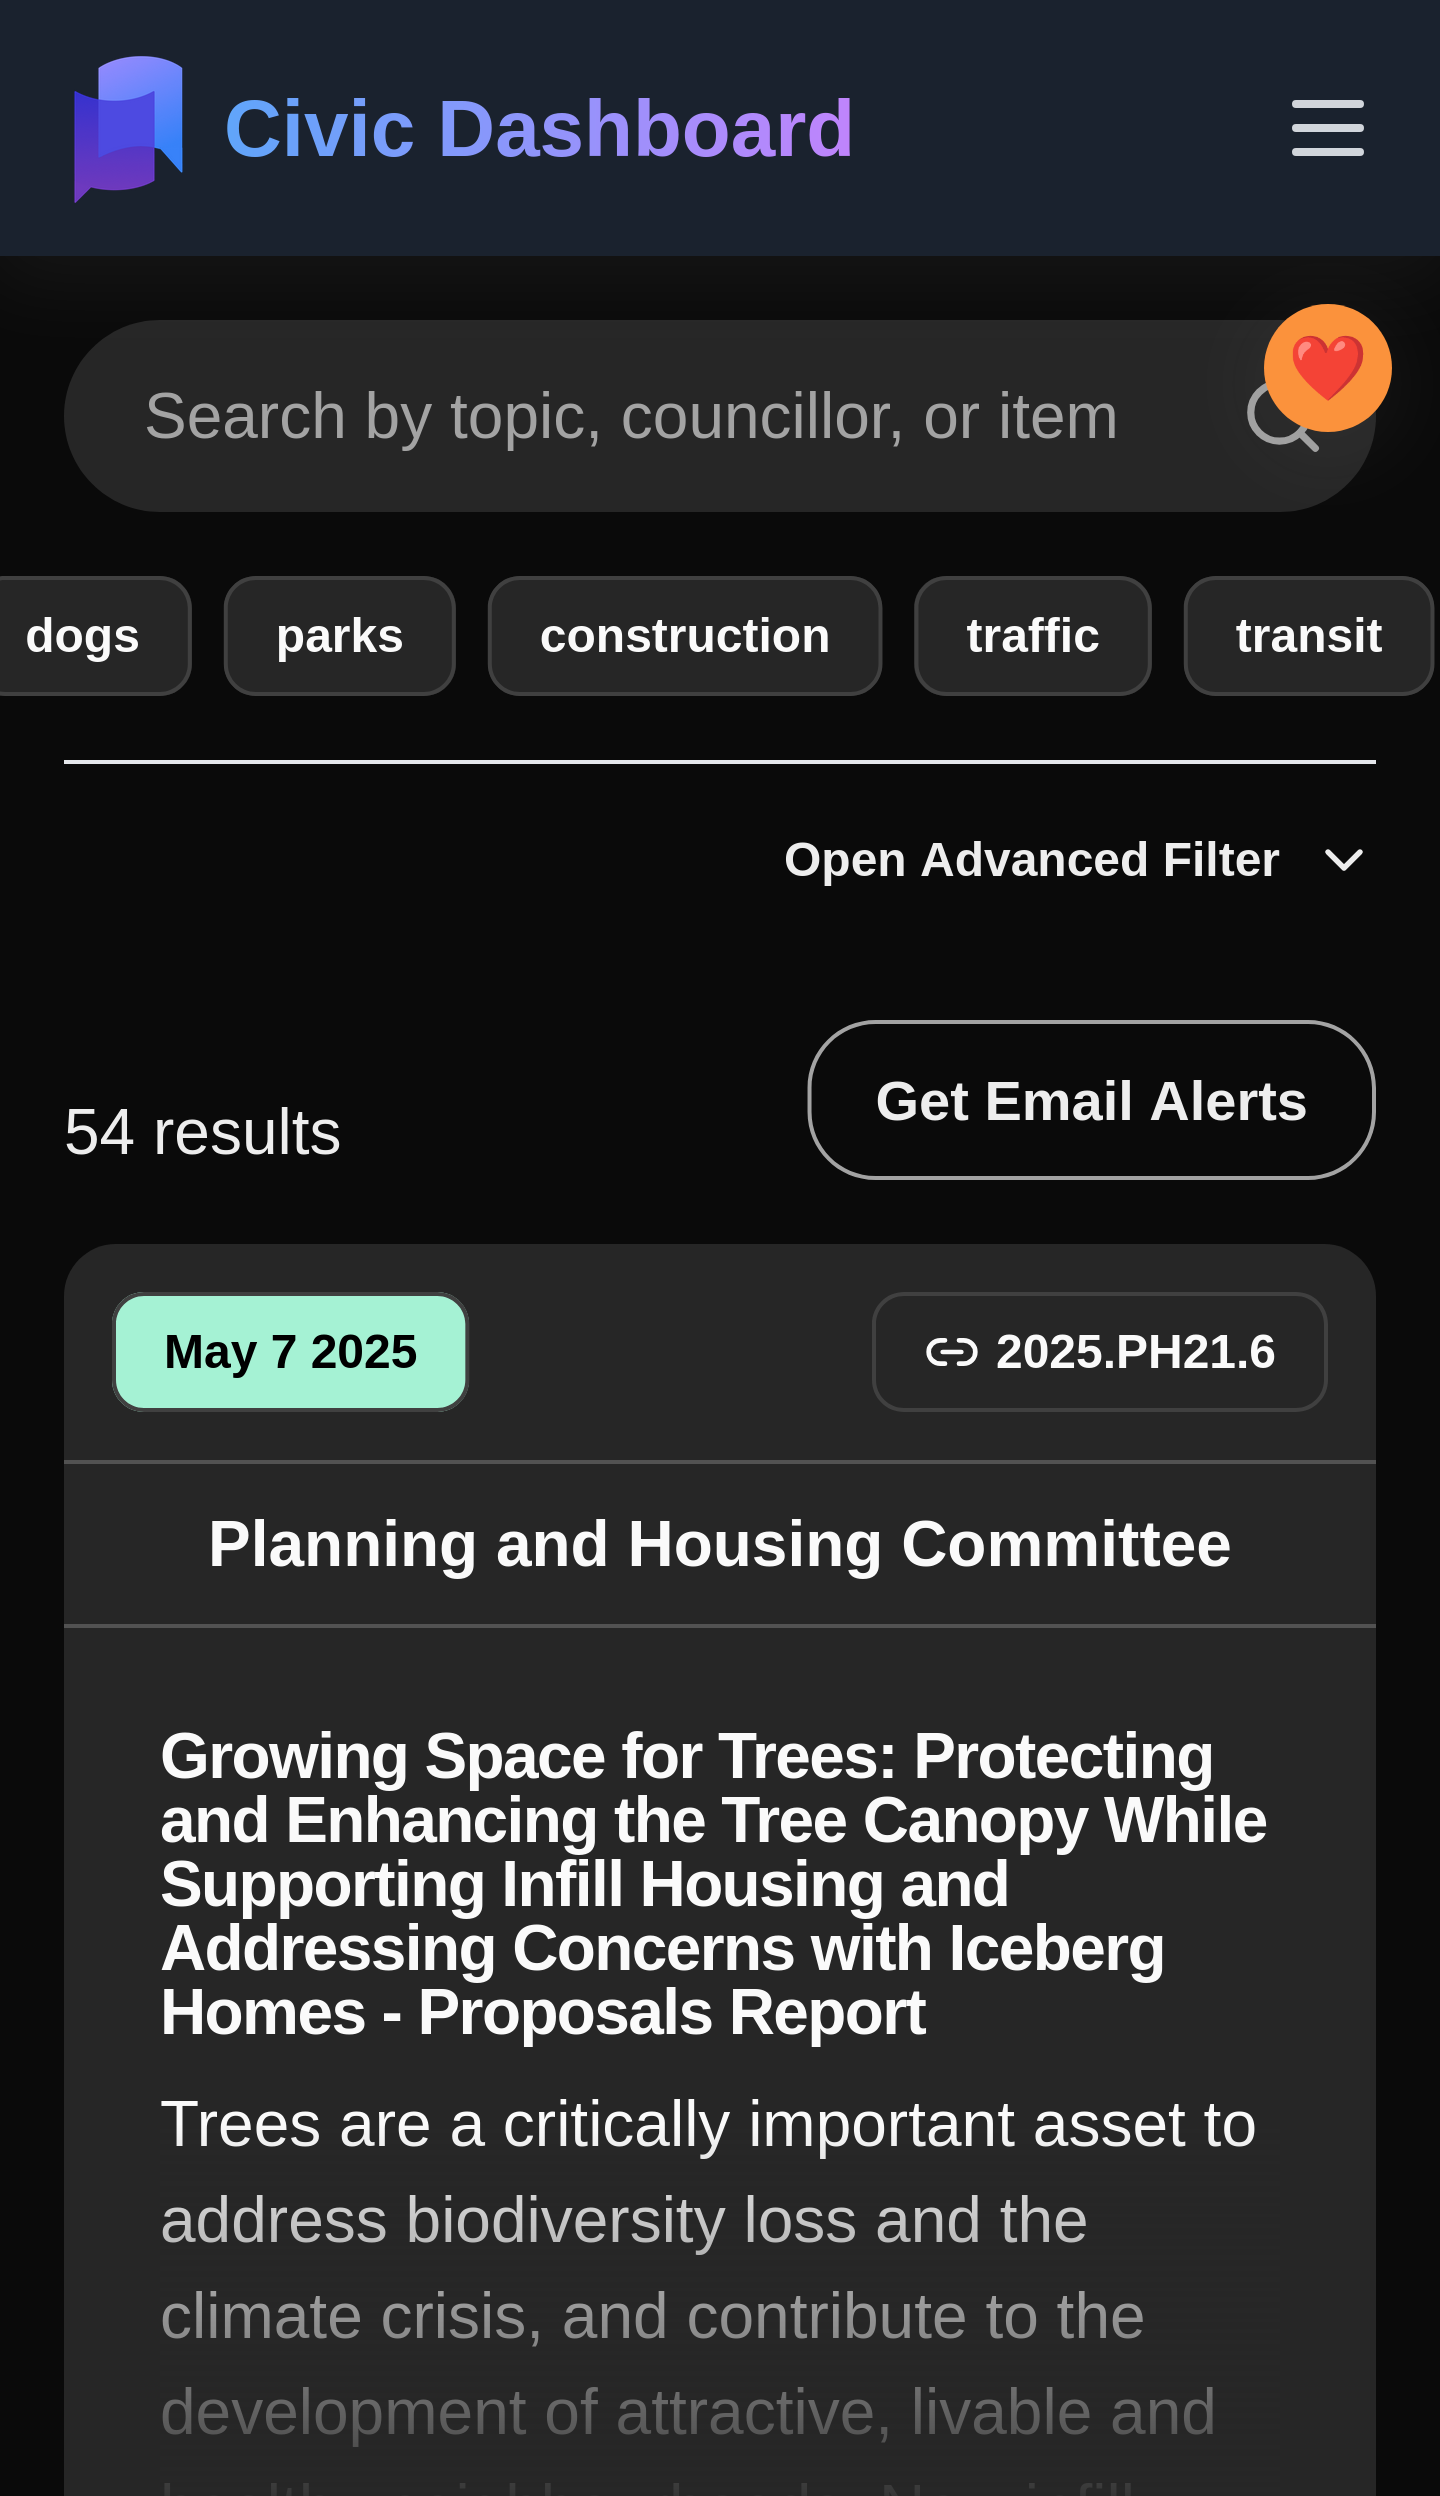 Civic Dashboard
Search by topic, councillor, or item
dogs
parks
construction
traffic
transit
Open Advanced Filter
Get Email Alerts
54 results
May 7 2025
2025.PH21.6
Planning and Housing Committee
Growing Space for Trees: Protecting
and Enhancing the Tree Canopy While
Supporting Infill Housing and
Addressing Concerns with Iceberg
Homes - Proposals Report
Trees are a critically important asset to
address biodiversity loss and the
climate crisis, and contribute to the
development of attractive, livable and